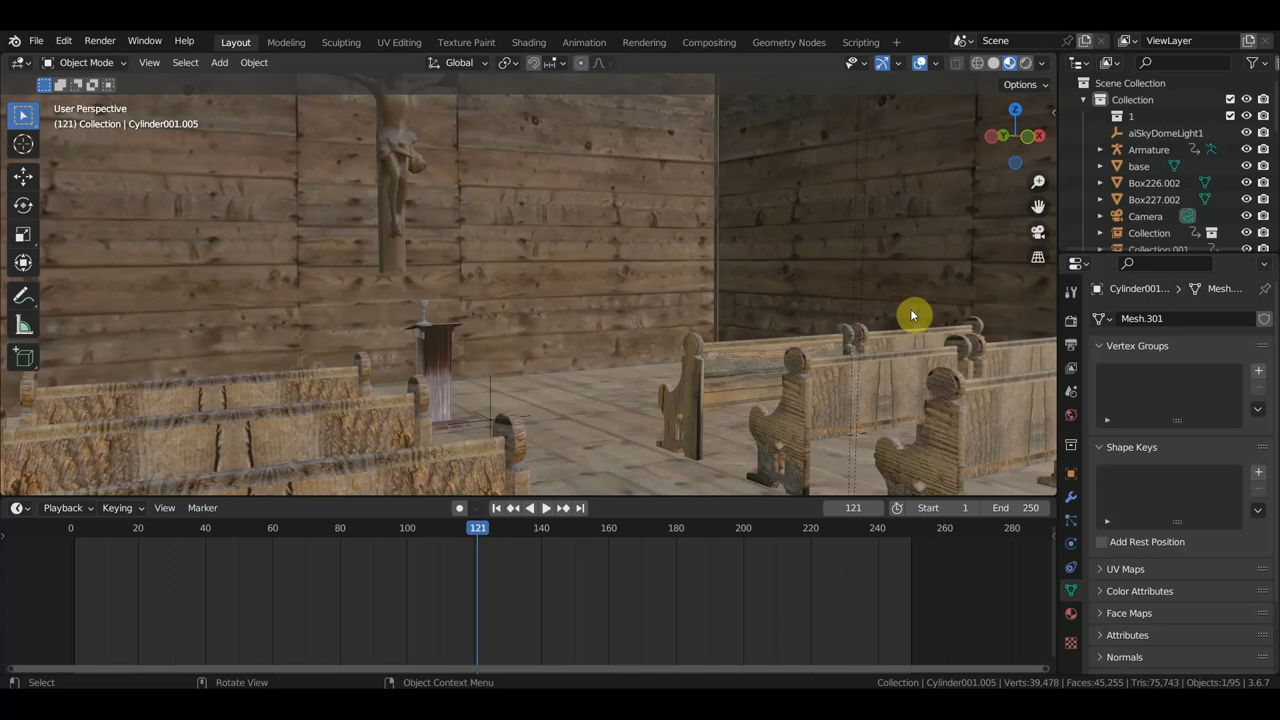 File Edit Render Window Help Layout Modeling Sculpting UV Editing Texture Paint Shading Animation Rendering Compositing Geometry Nodes Scripting + Scene ViewLayer
Object Mode View Select Add Object Global
Options
User Perspective
(121) Collection | Cylinder001.005
Z
Y
X
Scene Collection
Collection
1
aiSkyDomeLight1
Armature
base
Box226.002
Box227.002
Camera
Collection
Collection.001
Cylinder001... > Mesh....
Mesh.301
Vertex Groups
Shape Keys
Add Rest Position
UV Maps
Color Attributes
Face Maps
Attributes
Normals
Playback Keying View Marker 121 Start 1 End 250
0 20 40 60 80 100 121 140 160 180 200 220 240 260 280
Select Rotate View Object Context Menu Collection | Cylinder001.005 | Verts:39,478 | Faces:45,255 | Tris:75,743 | Objects:1/95 | 3.6.7